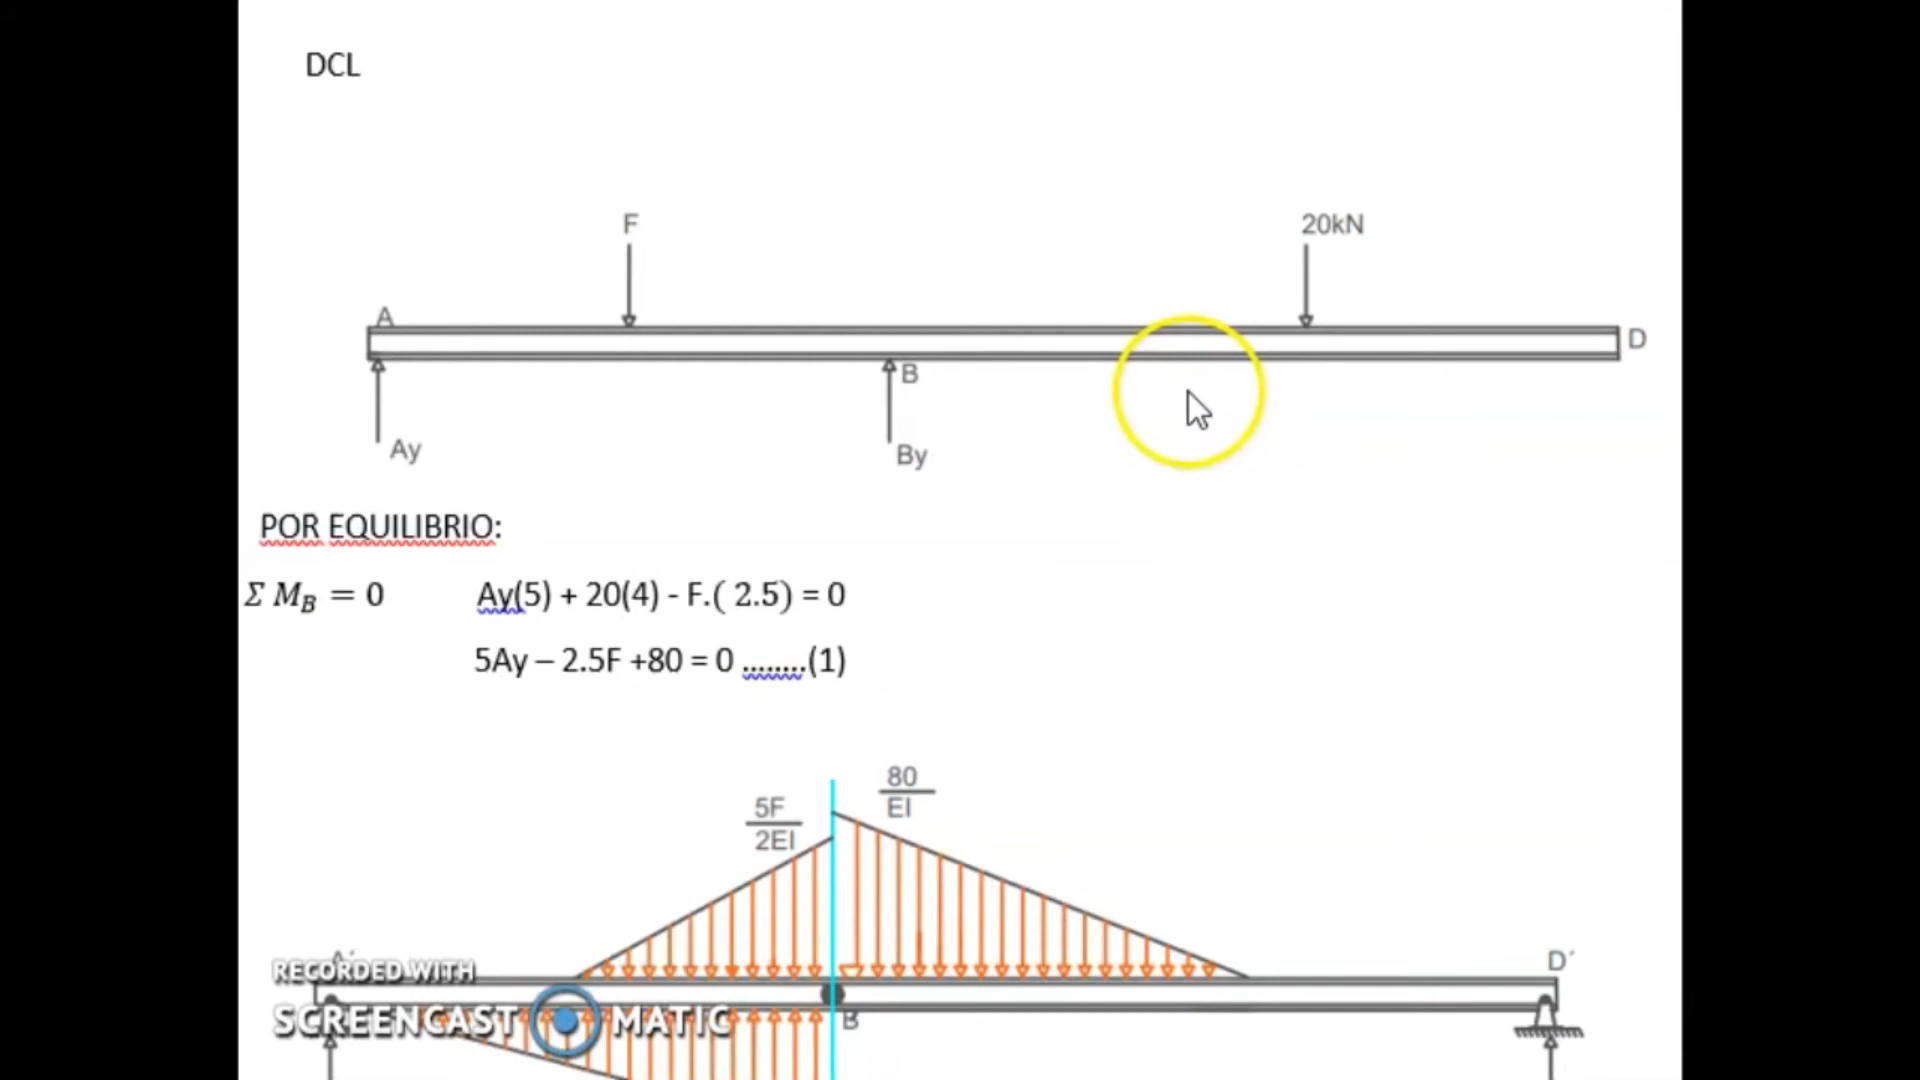 DCL
F
20kN
A
D
B
Ay
By
POR EQUILIBRIO:
Σ M_B = 0 Ay(5) + 20(4) - F.( 2.5) = 0
5Ay – 2.5F +80 = 0 ........(1)
80
EI
5F
2EI
A´
D´
RECORDED WITH
SCREENCAST MATIC
B